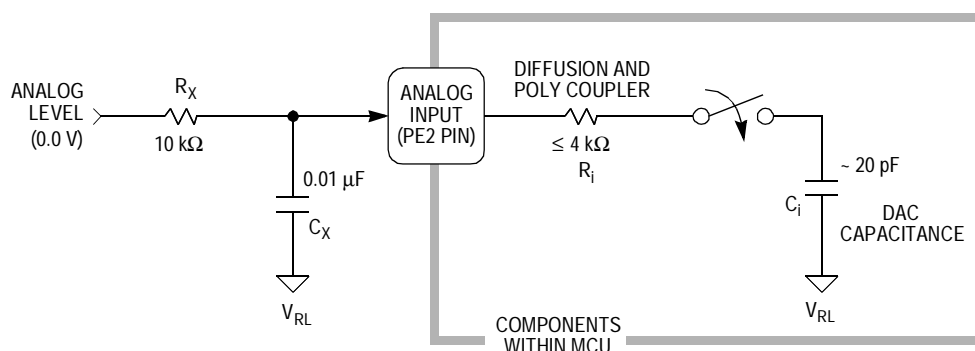 ANALOG
LEVEL
(0.0 V)
R_X
10 kΩ
0.01 µF
C_X
V_RL
ANALOG
INPUT
(PE2 PIN)
DIFFUSION AND
POLY COUPLER
≤ 4 kΩ
R_i
~ 20 pF
C_i
DAC
CAPACITANCE
V_RL
COMPONENTS
WITHIN MCU